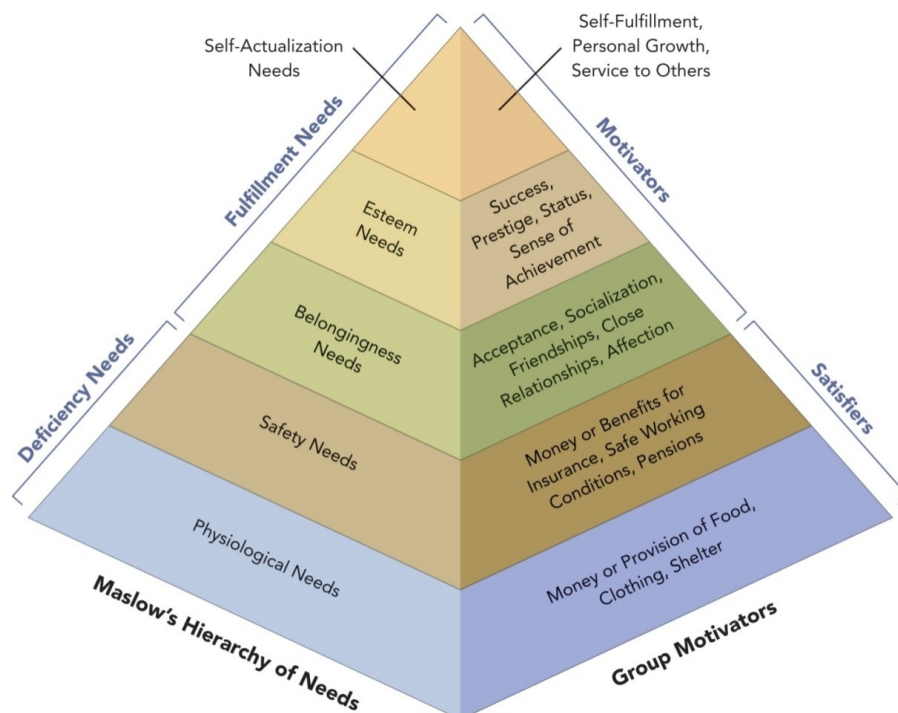 Self-Actualization
Needs
Self-Fulfillment,
Personal Growth,
Service to Others
Fulfillment Needs
Motivators
Esteem
Needs
Success,
Prestige, Status,
Sense of
Achievement
Belongingness
Needs
Acceptance, Socialization,
Friendships, Close
Relationships, Affection
Deficiency Needs
Satisfiers
Safety Needs
Money or Benefits for
Insurance, Safe Working
Conditions, Pensions
Physiological Needs
Money or Provision of Food,
Clothing, Shelter
Maslow's Hierarchy of Needs
Group Motivators